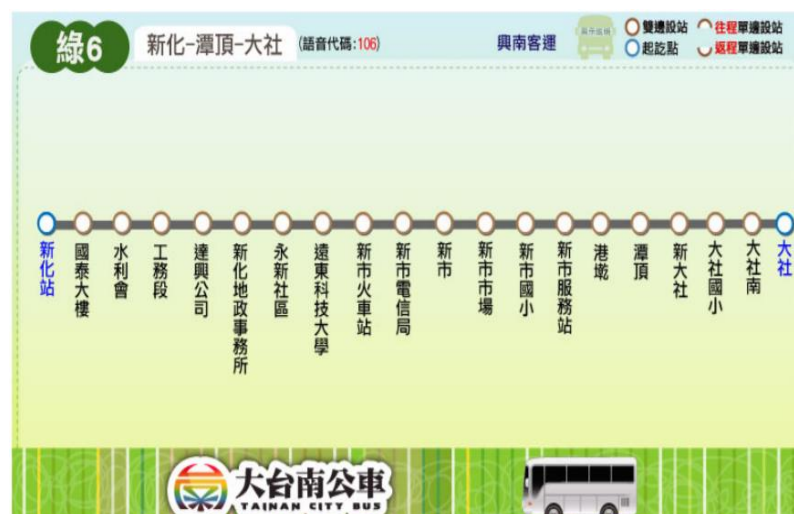 綠6
新化-潭頂-大社 (語音代碼:106)
興南客運
雙邊設站
往程單邊設站
起訖點
返程單邊設站
新化站
國泰大樓
水利會
工務段
達興公司
新化地政事務所
永新社區
遠東科技大學
新市火車站
新市電信局
新市
新市市場
新市國小
新市服務站
港墘
潭頂
新大社
大社國小
大社南
大社
大台南公車
TAINAN CITY BUS